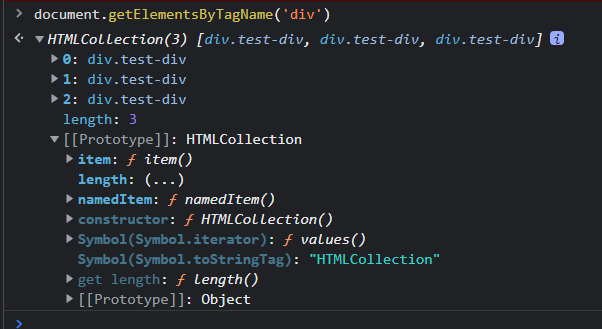 > document.getElementsByTagName('div')
HTMLCollection(3) [div.test-div, div.test-div, div.test-div] i
0: div.test-div
1: div.test-div
2: div.test-div
length: 3
[[Prototype]]: HTMLCollection
item: ƒ item()
length: (...)
namedItem: ƒ namedItem()
constructor: ƒ HTMLCollection()
Symbol(Symbol.iterator): ƒ values()
Symbol(Symbol.toStringTag): "HTMLCollection"
get length: ƒ length()
[[Prototype]]: Object
>